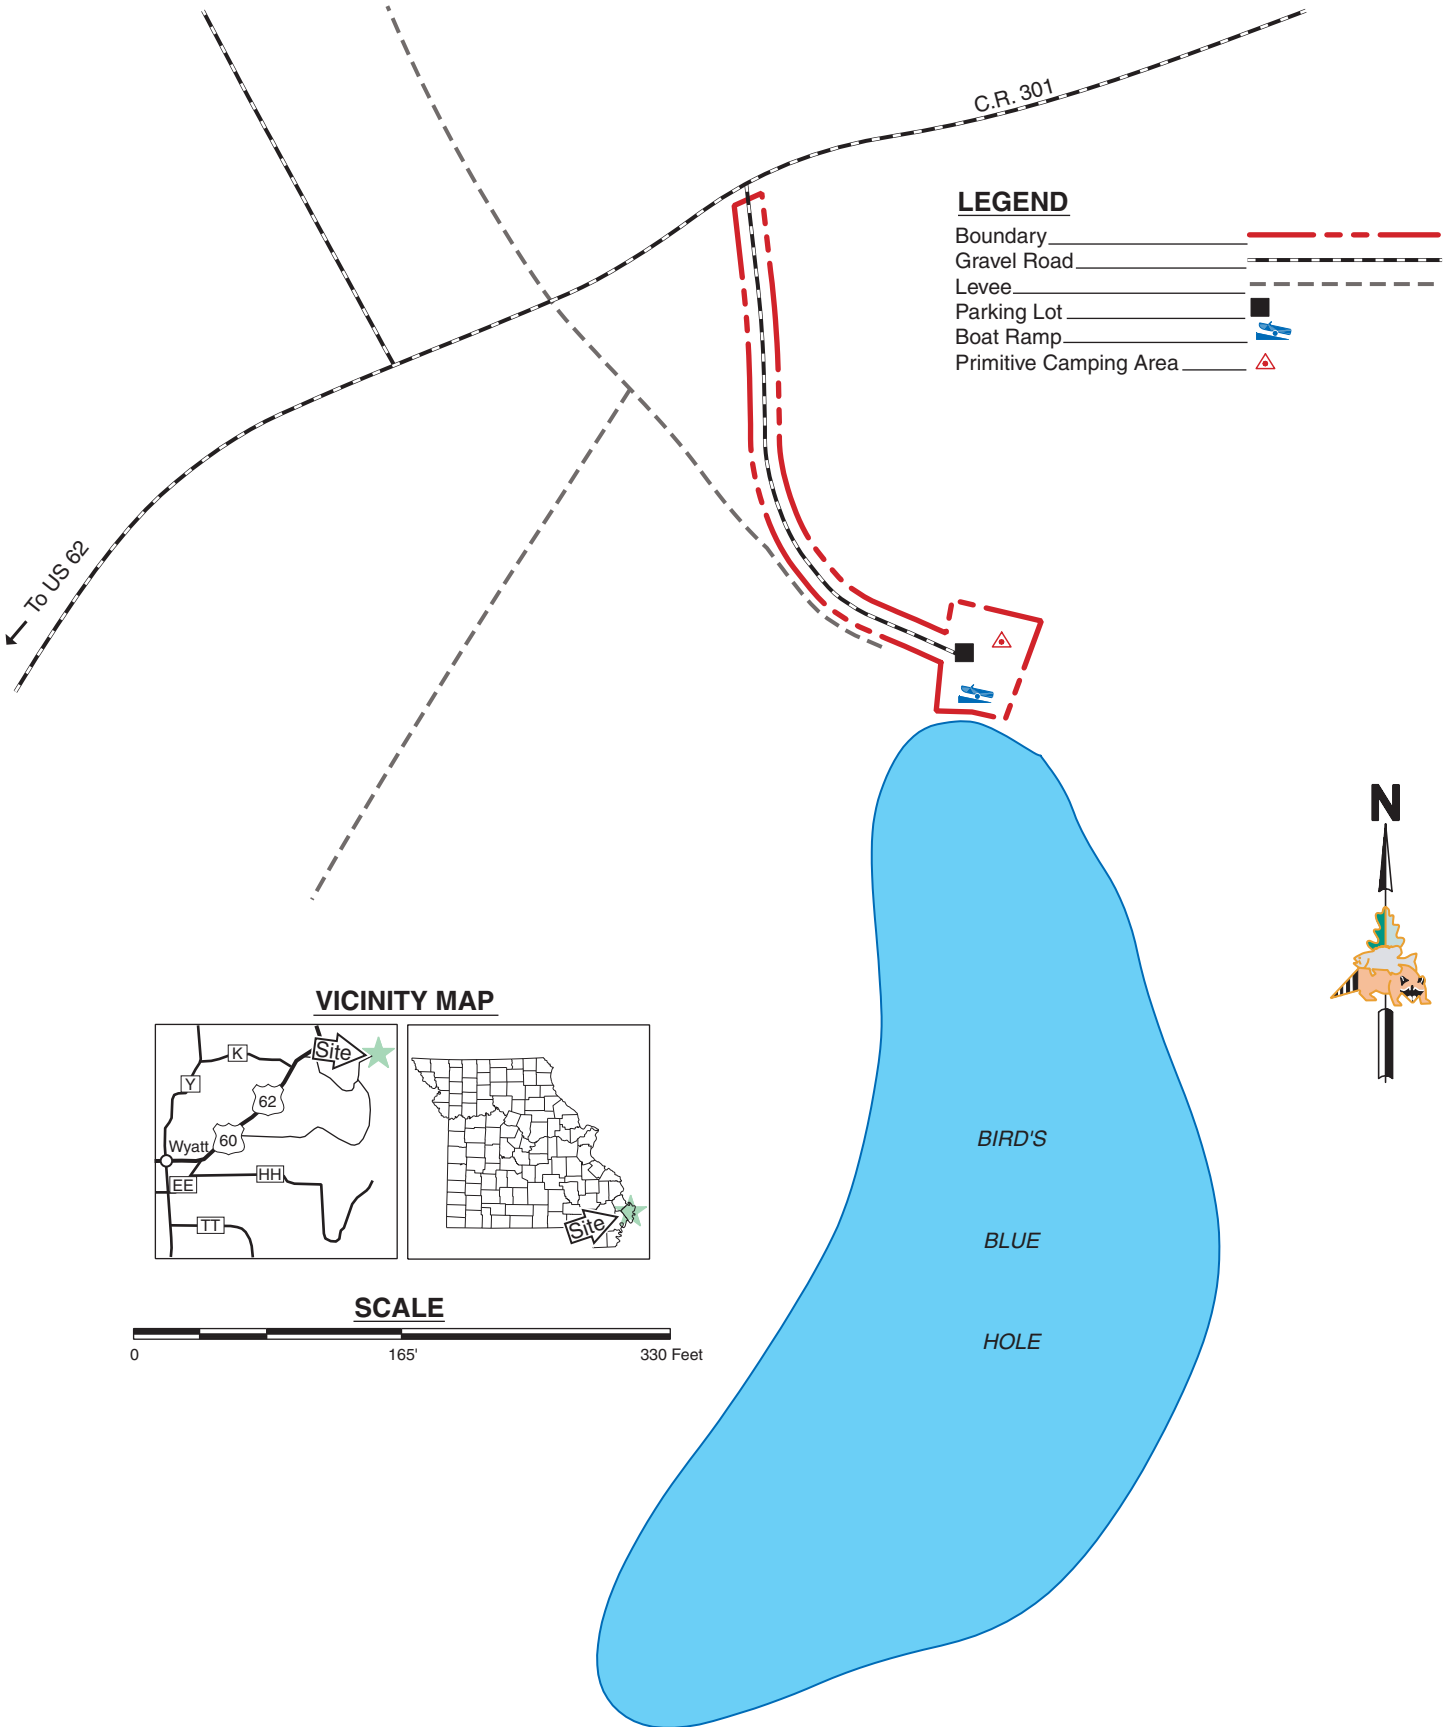 C.R. 301
LEGEND
Boundary
Gravel Road
Levee
Parking Lot
Boat Ramp
Primitive Camping Area
To US 62
N
VICINITY MAP
Site
K
Y
62
60
Wyatt
EE
HH
TT
Site
SCALE
0 165' 330 Feet
BIRD'S
BLUE
HOLE